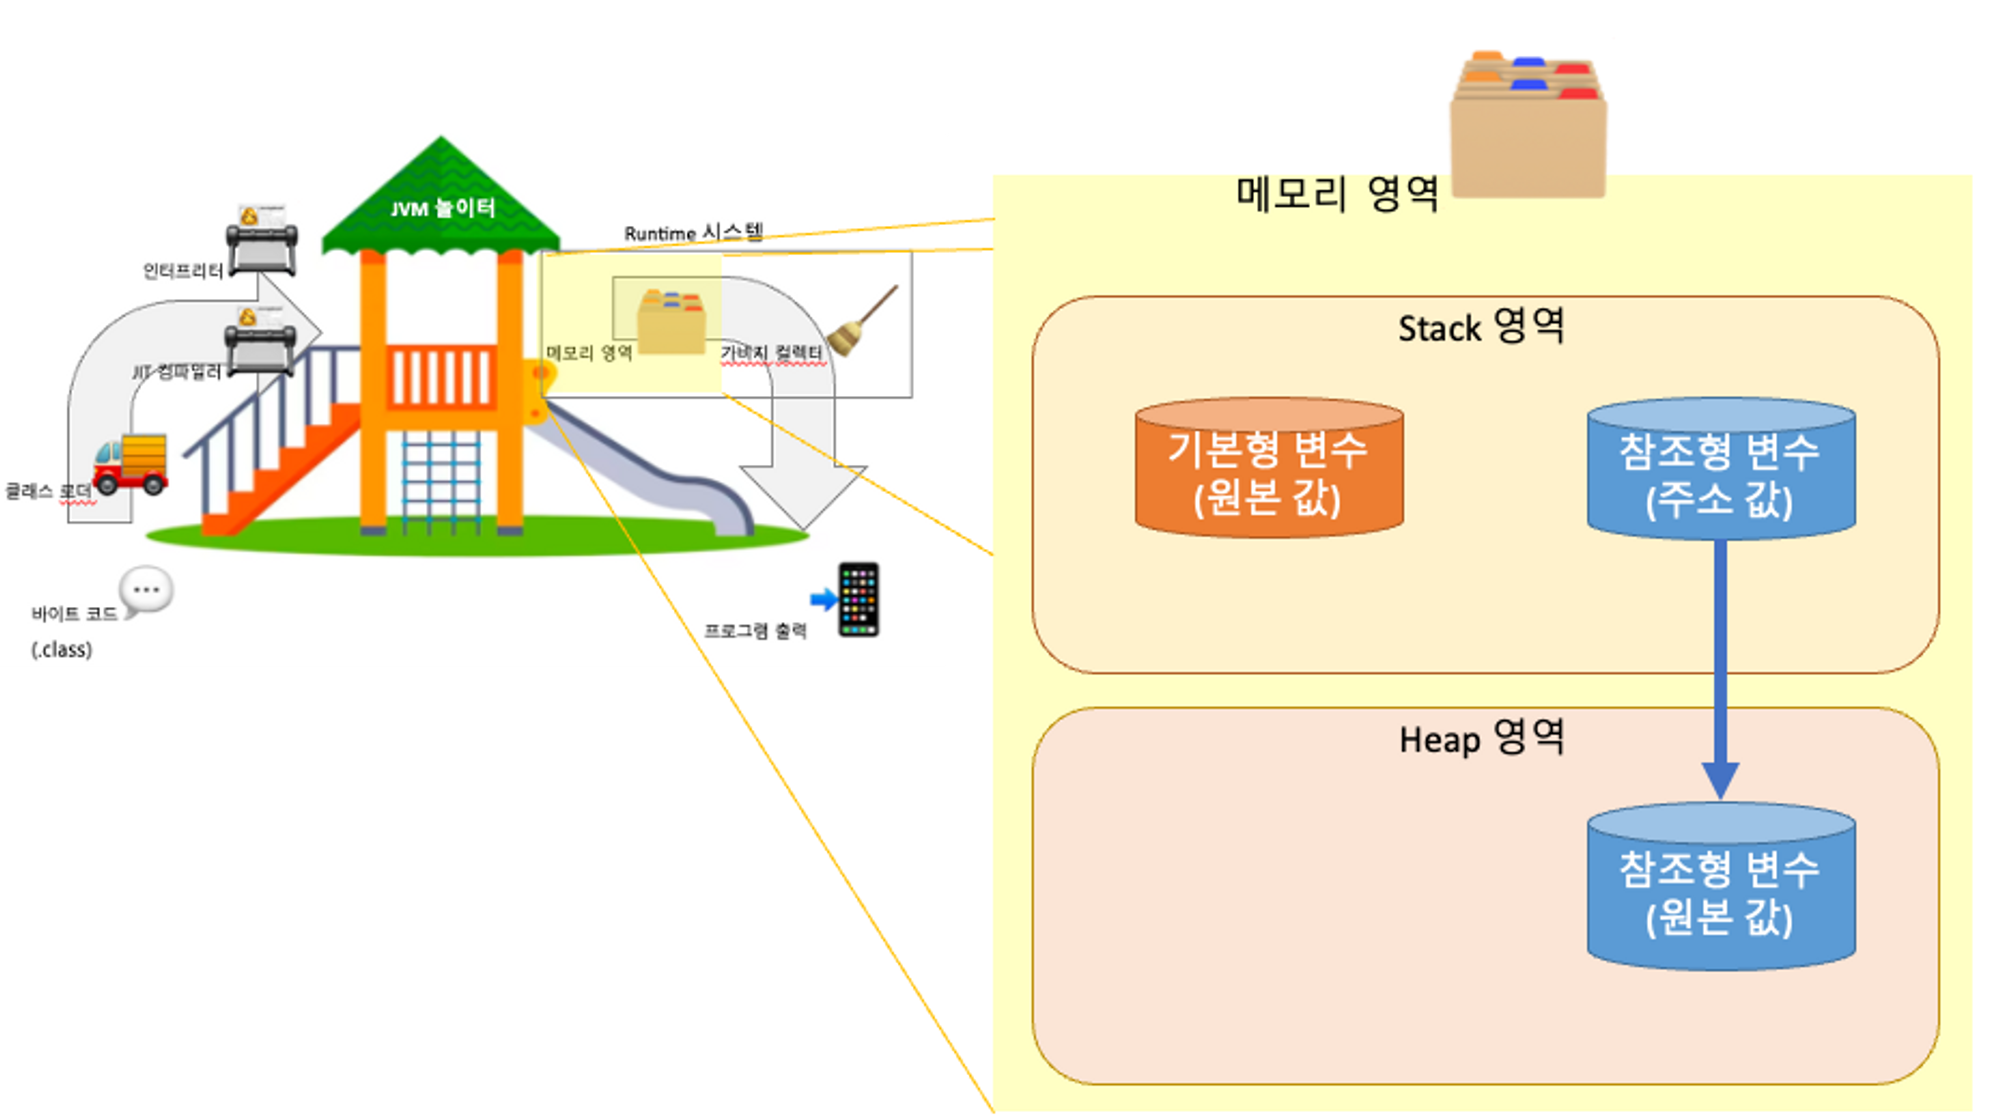 JVM 놀이터
인터프리터
JIT 컴파일러
클래스 로더
바이트 코드
(.class)
Runtime 시스템
메모리 영역
가비지 컬렉터
프로그램 출력
메모리 영역
Stack 영역
기본형 변수
(원본 값)
참조형 변수
(주소 값)
Heap 영역
참조형 변수
(원본 값)